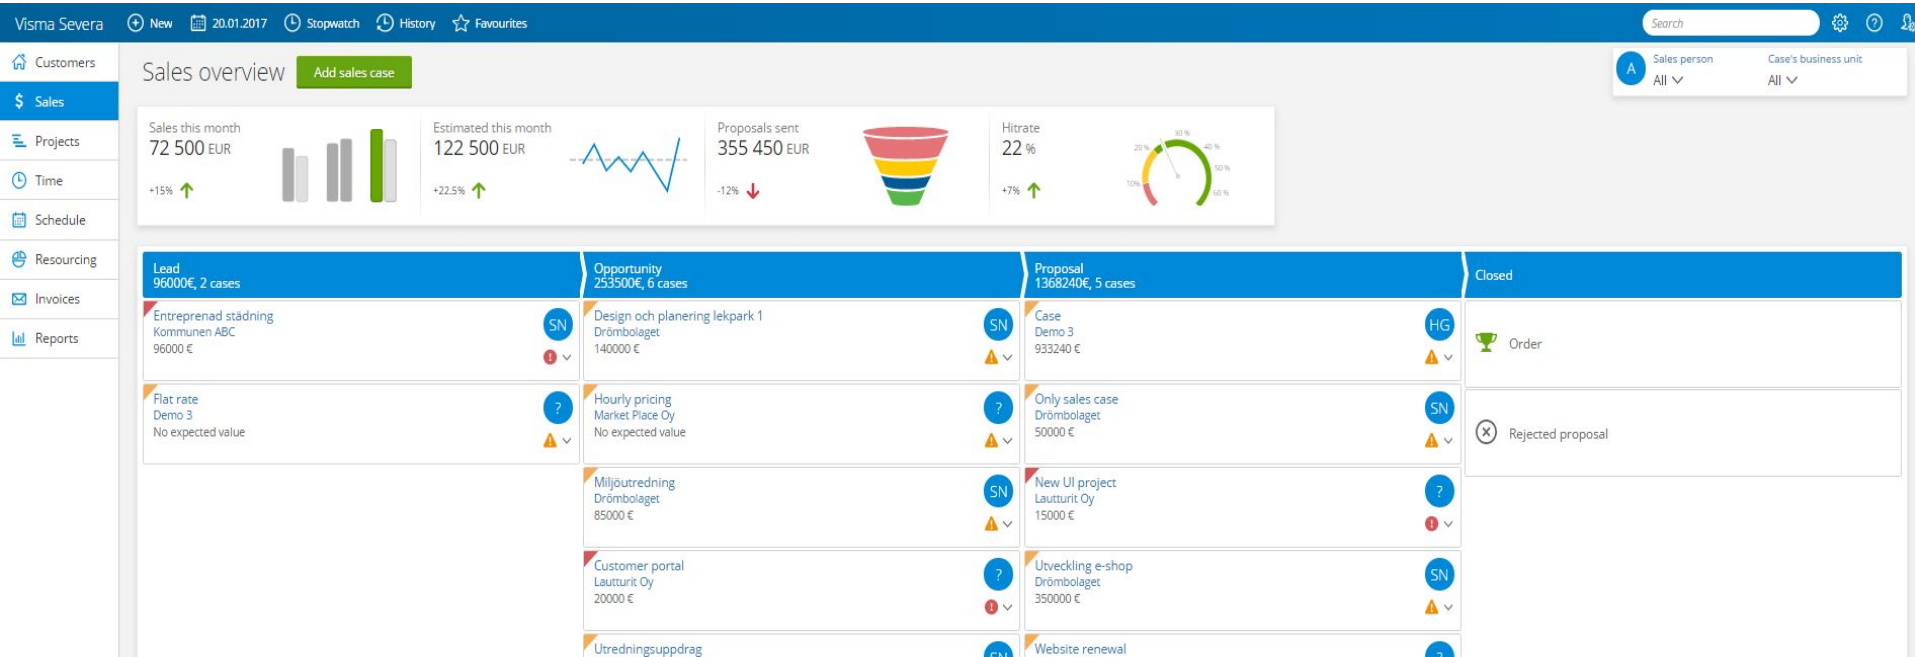 Visma Severa
New
20.01.2017
Stopwatch
History
Favourites
Search
Customers
Sales
Projects
Time
Schedule
Resourcing
Invoices
Reports
Sales overview
Add sales case
A
Sales person
All
Case's business unit
All
Sales this month
72 500 EUR
+15%
Estimated this month
122 500 EUR
+22.5%
Proposals sent
355 450 EUR
-12%
Hitrate
22 %
+7%
10%
20%
30 %
40 %
50 %
60 %
Lead
96000€, 2 cases
Entreprenad städning
Kommunen ABC
96000 €
SN
Flat rate
Demo 3
No expected value
?
Opportunity
253500€, 6 cases
Design och planering lekpark 1
Drömbolaget
140000 €
SN
Hourly pricing
Market Place Oy
No expected value
?
Miljöutredning
Drömbolaget
85000 €
SN
Customer portal
Lautturit Oy
20000 €
?
Utredningsuppdrag
SN
Proposal
1368240€, 5 cases
Case
Demo 3
933240 €
HG
Only sales case
Drömbolaget
50000 €
SN
New UI project
Lautturit Oy
15000 €
?
Utveckling e-shop
Drömbolaget
350000 €
SN
Website renewal
?
Closed
Order
Rejected proposal